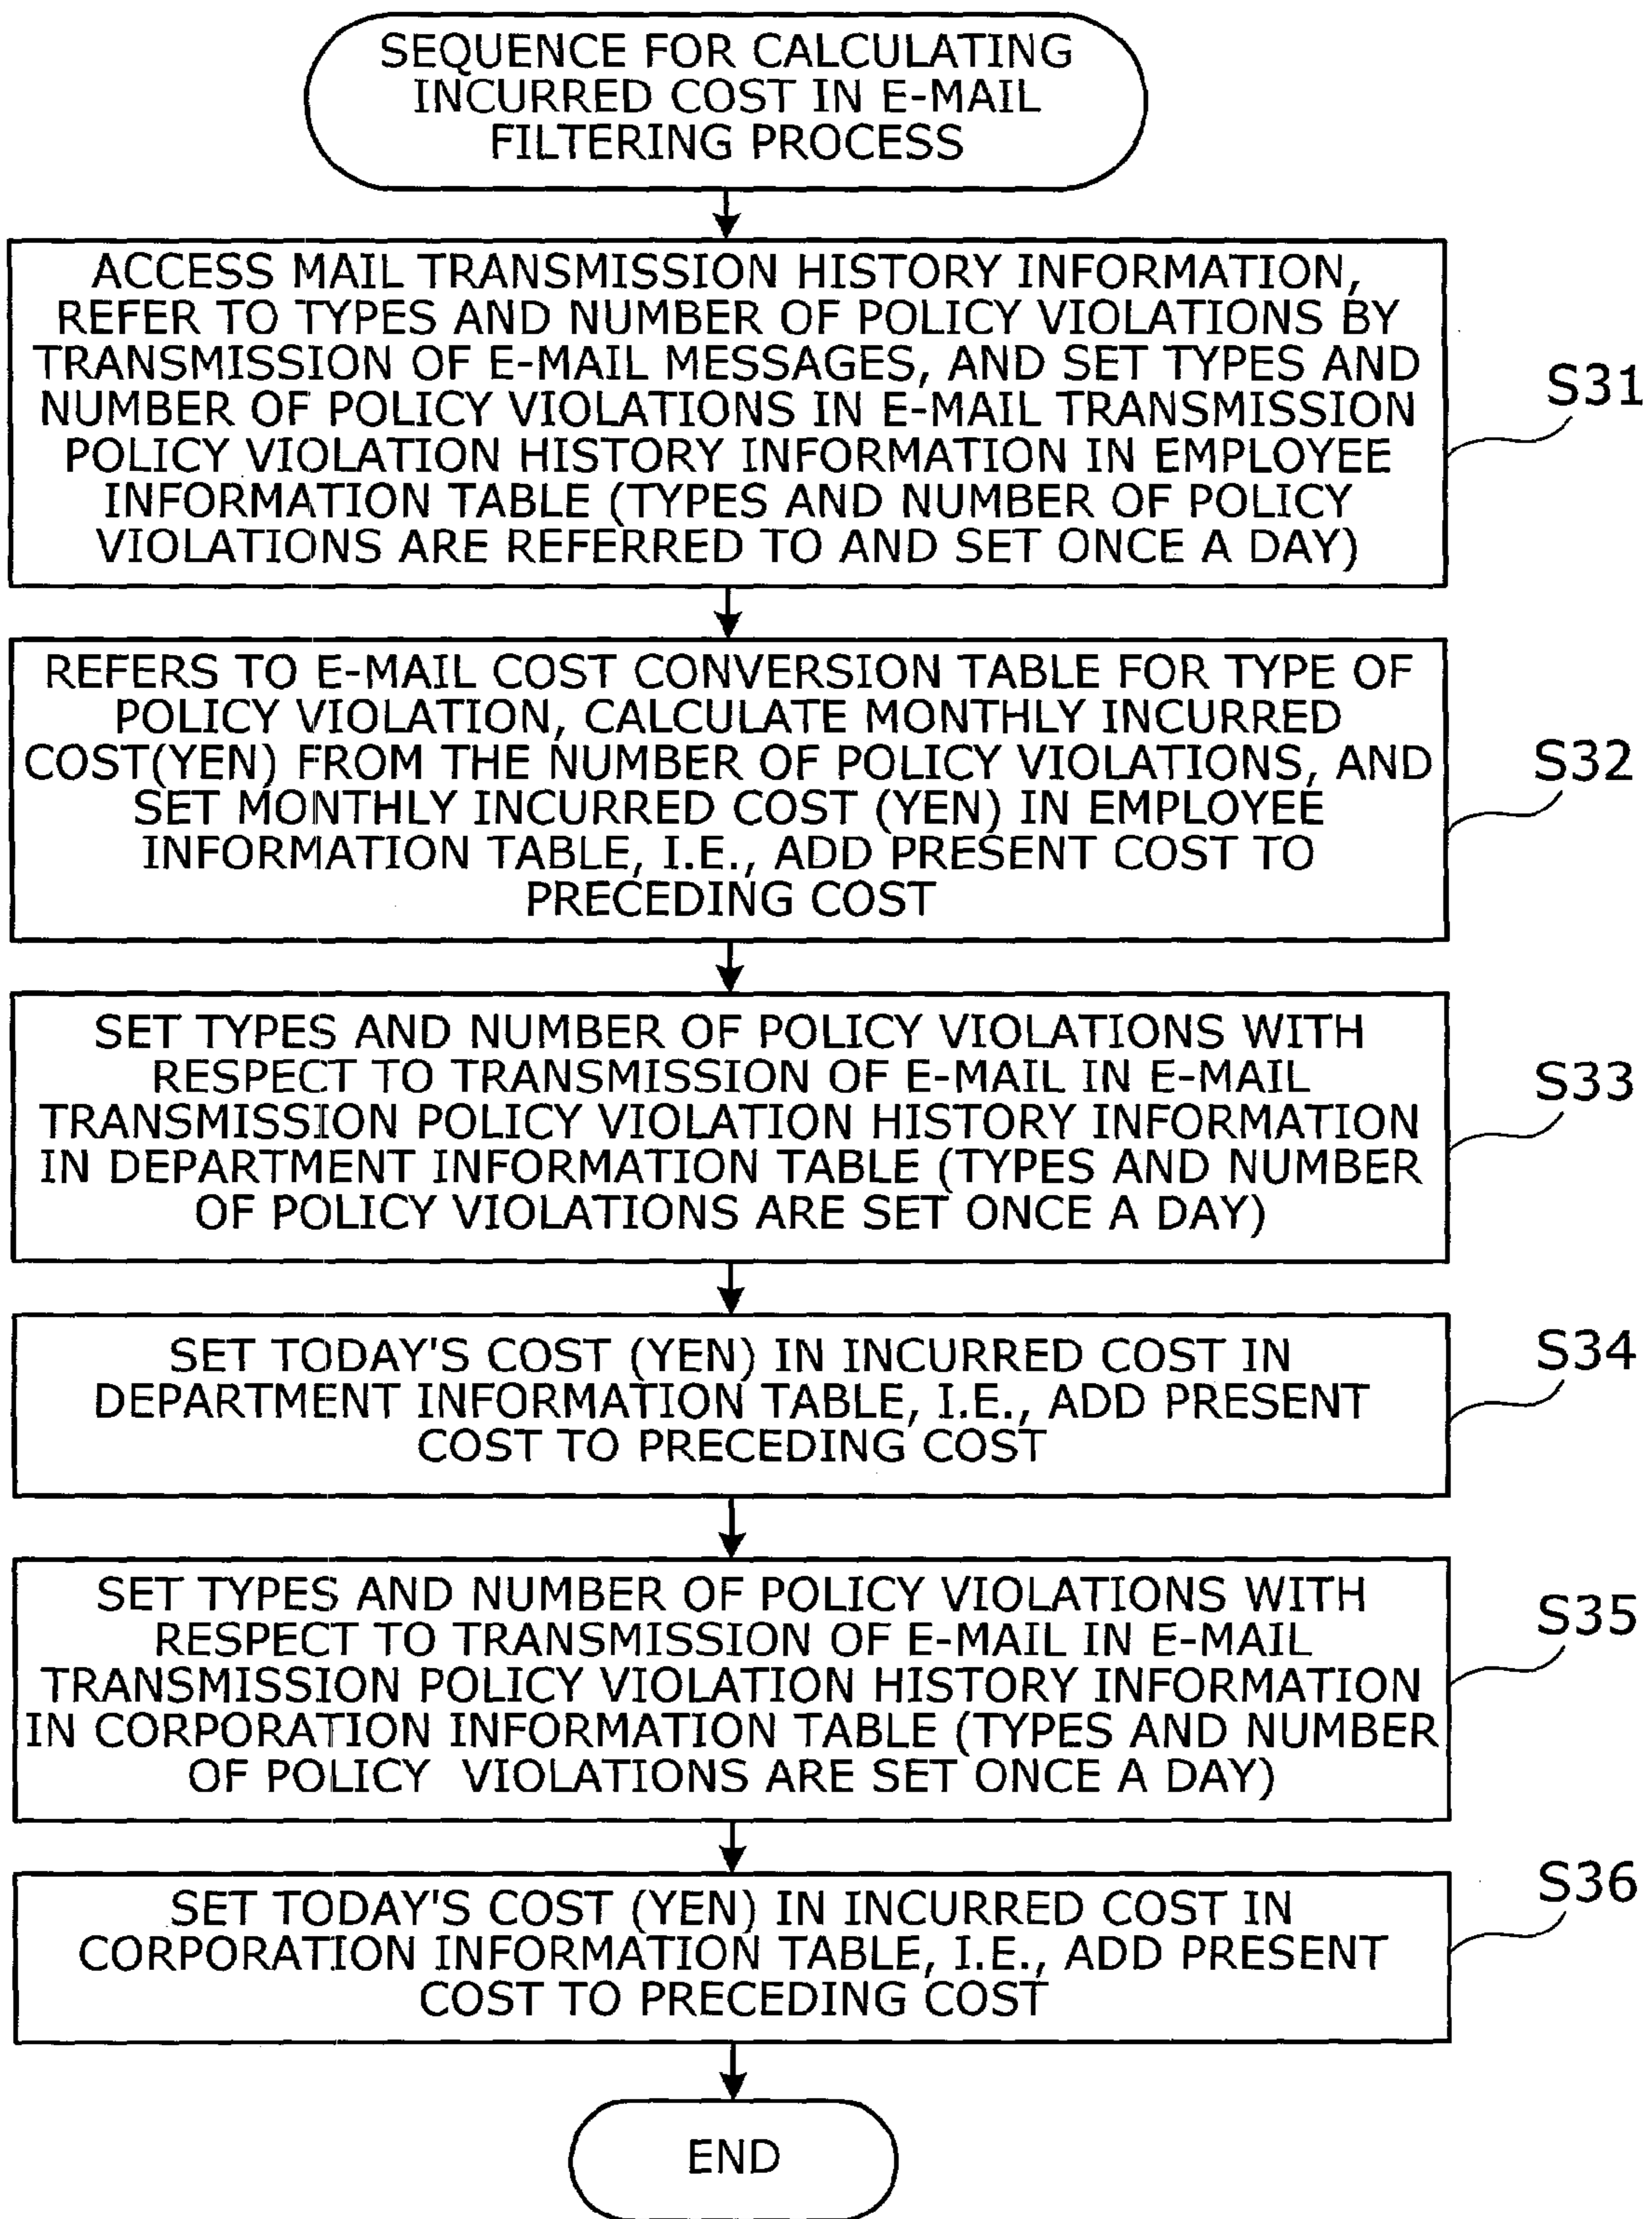 SEQUENCE FOR CALCULATING
INCURRED COST IN E-MAIL
FILTERING PROCESS
ACCESS MAIL TRANSMISSION HISTORY INFORMATION,
REFER TO TYPES AND NUMBER OF POLICY VIOLATIONS BY
TRANSMISSION OF E-MAIL MESSAGES, AND SET TYPES AND
NUMBER OF POLICY VIOLATIONS IN E-MAIL TRANSMISSION
POLICY VIOLATION HISTORY INFORMATION IN EMPLOYEE
INFORMATION TABLE (TYPES AND NUMBER OF POLICY
VIOLATIONS ARE REFERRED TO AND SET ONCE A DAY)
S31
REFERS TO E-MAIL COST CONVERSION TABLE FOR TYPE OF
POLICY VIOLATION, CALCULATE MONTHLY INCURRED
COST(YEN) FROM THE NUMBER OF POLICY VIOLATIONS, AND
SET MONTHLY INCURRED COST (YEN) IN EMPLOYEE
INFORMATION TABLE, I.E., ADD PRESENT COST TO
PRECEDING COST
S32
SET TYPES AND NUMBER OF POLICY VIOLATIONS WITH
RESPECT TO TRANSMISSION OF E-MAIL IN E-MAIL
TRANSMISSION POLICY VIOLATION HISTORY INFORMATION
IN DEPARTMENT INFORMATION TABLE (TYPES AND NUMBER
OF POLICY VIOLATIONS ARE SET ONCE A DAY)
S33
SET TODAY'S COST (YEN) IN INCURRED COST IN
DEPARTMENT INFORMATION TABLE, I.E., ADD PRESENT
COST TO PRECEDING COST
S34
SET TYPES AND NUMBER OF POLICY VIOLATIONS WITH
RESPECT TO TRANSMISSION OF E-MAIL IN E-MAIL
TRANSMISSION POLICY VIOLATION HISTORY INFORMATION
IN CORPORATION INFORMATION TABLE (TYPES AND NUMBER
OF POLICY VIOLATIONS ARE SET ONCE A DAY)
S35
SET TODAY'S COST (YEN) IN INCURRED COST IN
CORPORATION INFORMATION TABLE, I.E., ADD PRESENT
COST TO PRECEDING COST
S36
END